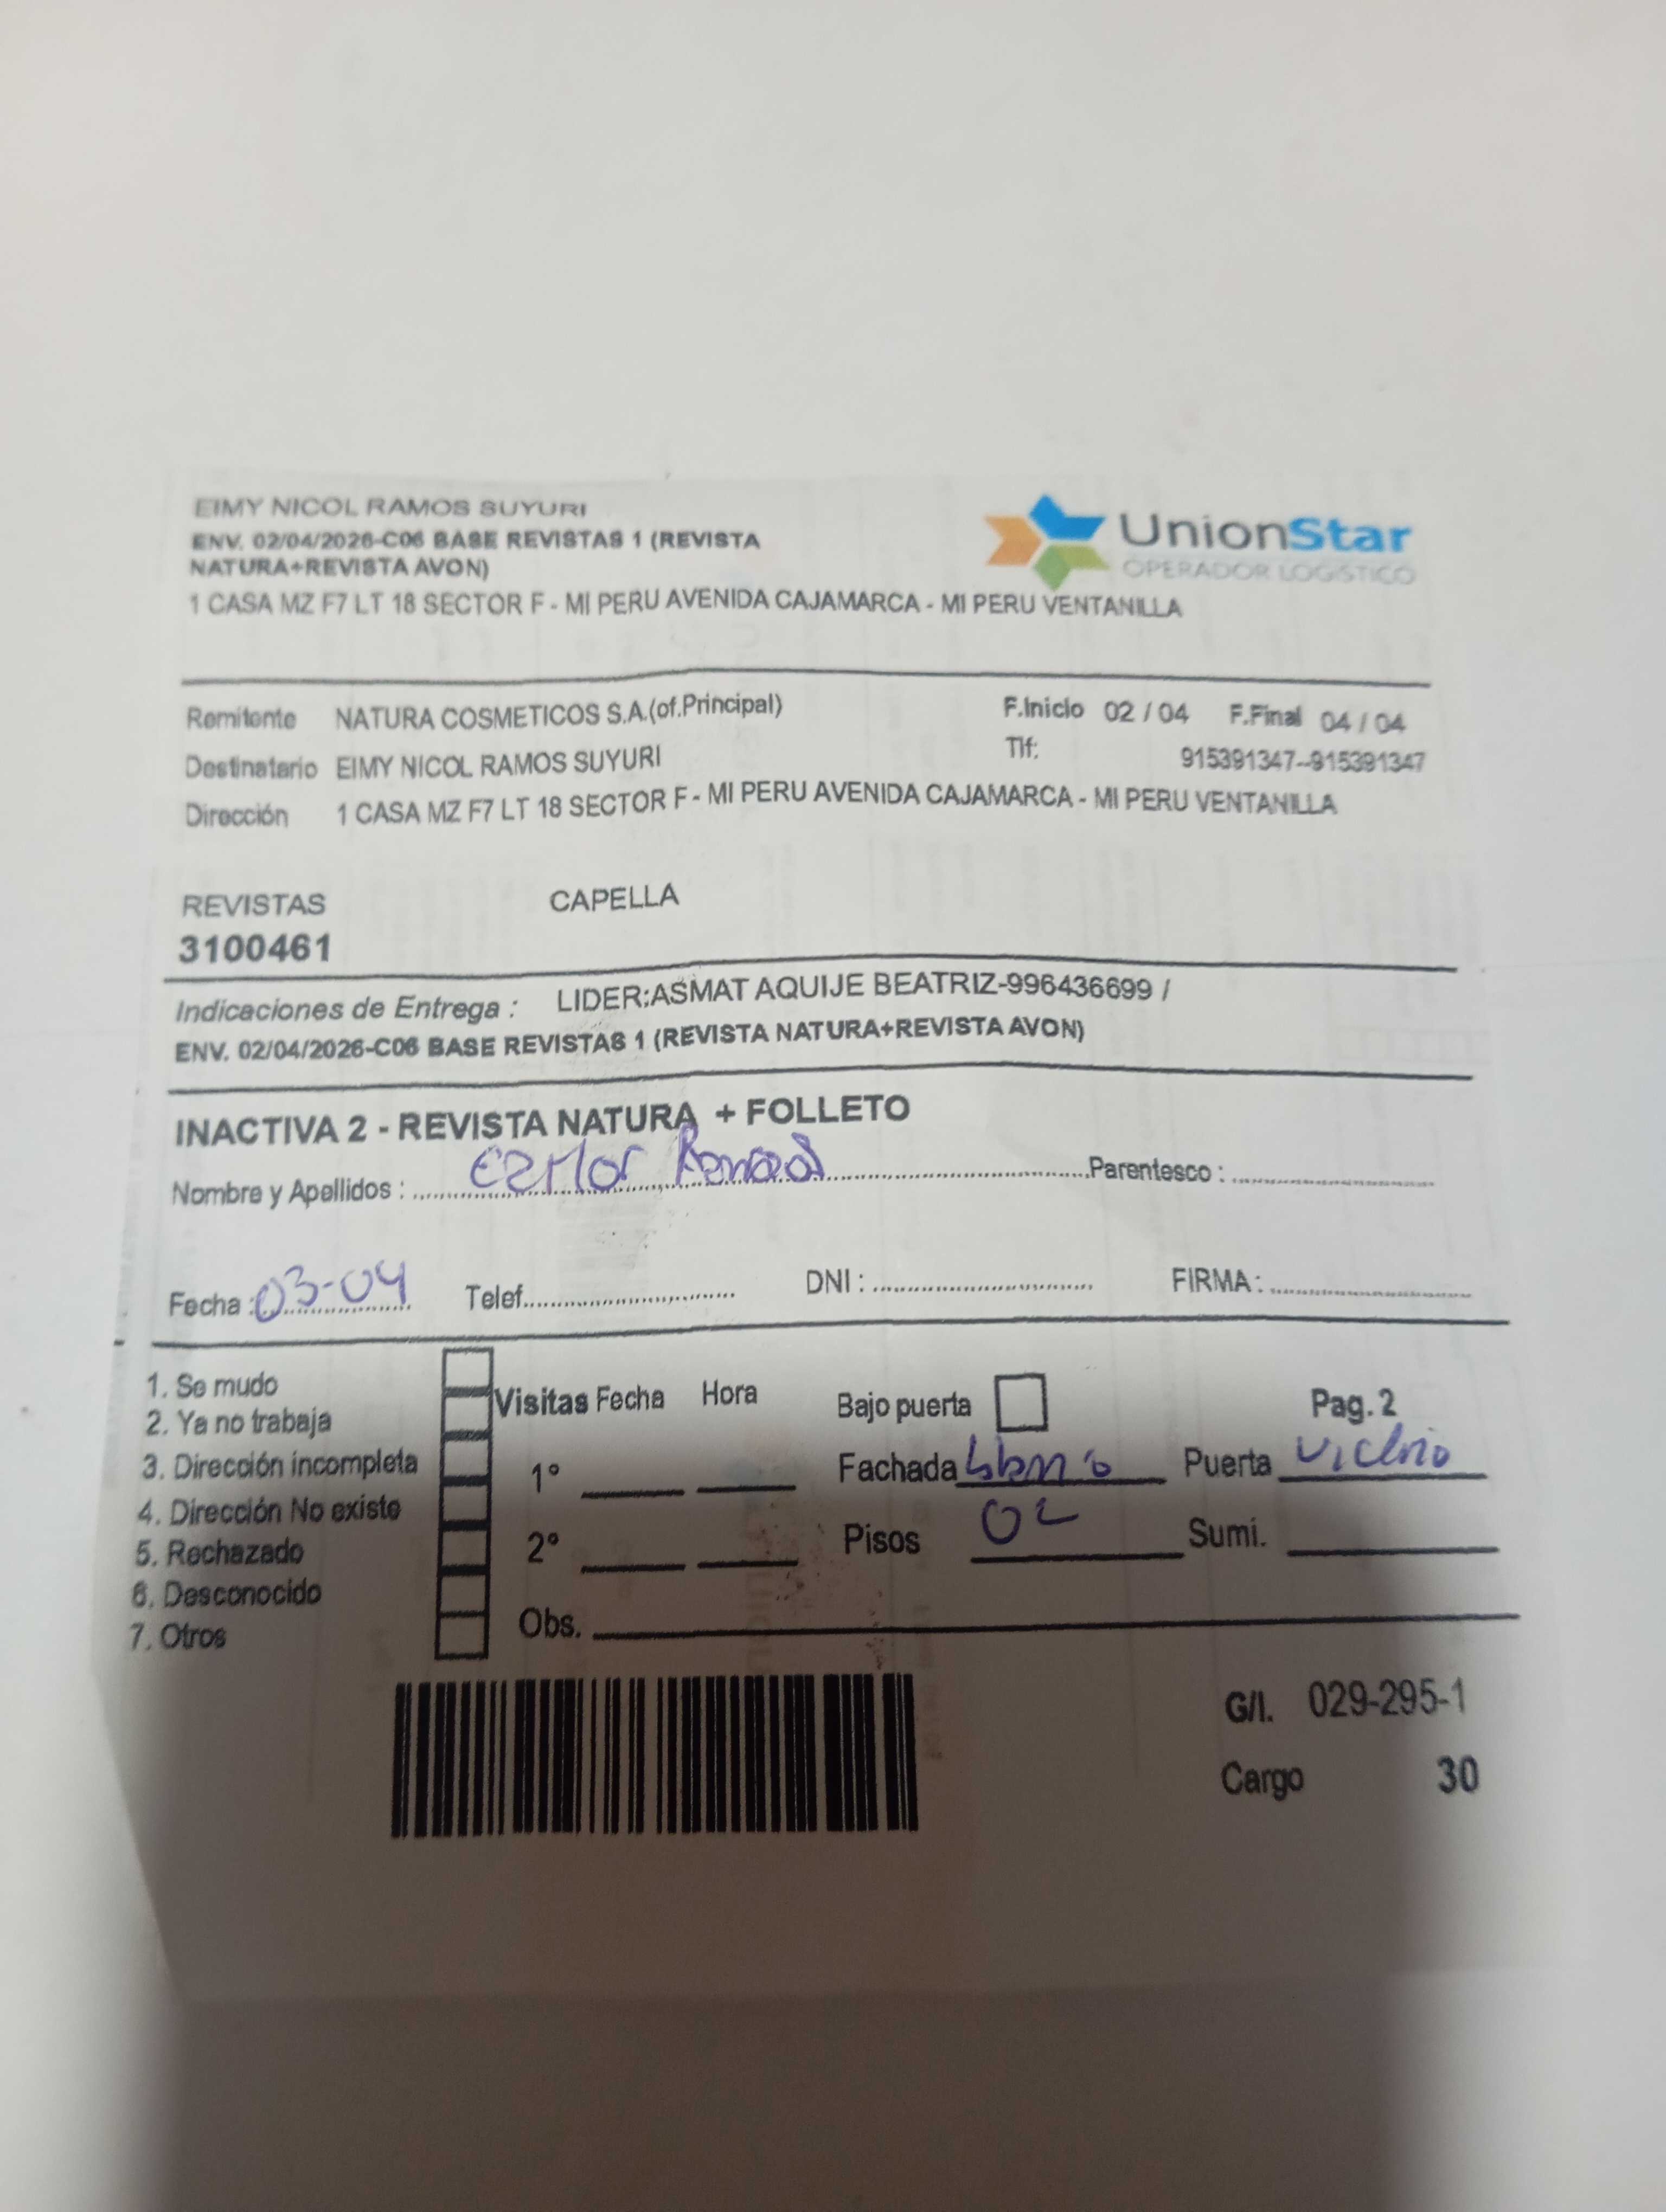 EIMY NICOL RAMOS SUYURI
ENV. 02/04/2026-C06 BASE REVISTAS 1 (REVISTA
NATURA+REVISTA AVON)
1 CASA MZ F7 LT 18 SECTOR F - MI PERU AVENIDA CAJAMARCA - MI PERU VENTANILLA
UnionStar
OPERADOR LOGISTICO
Remitente NATURA COSMETICOS S.A.(of.Principal) F.Inicio 02 / 04 F.Final 04 / 04
Destinatario EIMY NICOL RAMOS SUYURI Tlf: 915391347--915391347
Dirección 1 CASA MZ F7 LT 18 SECTOR F - MI PERU AVENIDA CAJAMARCA - MI PERU VENTANILLA
REVISTAS CAPELLA
3100461
Indicaciones de Entrega : LIDER;ASMAT AQUIJE BEATRIZ-996436699 /
ENV. 02/04/2026-C06 BASE REVISTAS 1 (REVISTA NATURA+REVISTA AVON)
INACTIVA 2 - REVISTA NATURA + FOLLETO
Nombre y Apellidos : Parentesco :
Fecha : 03-04 Telef. DNI : FIRMA :
1. Se mudo
2. Ya no trabaja
3. Dirección incompleta
4. Dirección No existe
5. Rechazado
6. Desconocido
7. Otros
Visitas Fecha Hora
1°
2°
Obs.
Bajo puerta Pag. 2
Fachada Puerta
Pisos 02 Sumi.
G/I. 029-295-1
Cargo 30